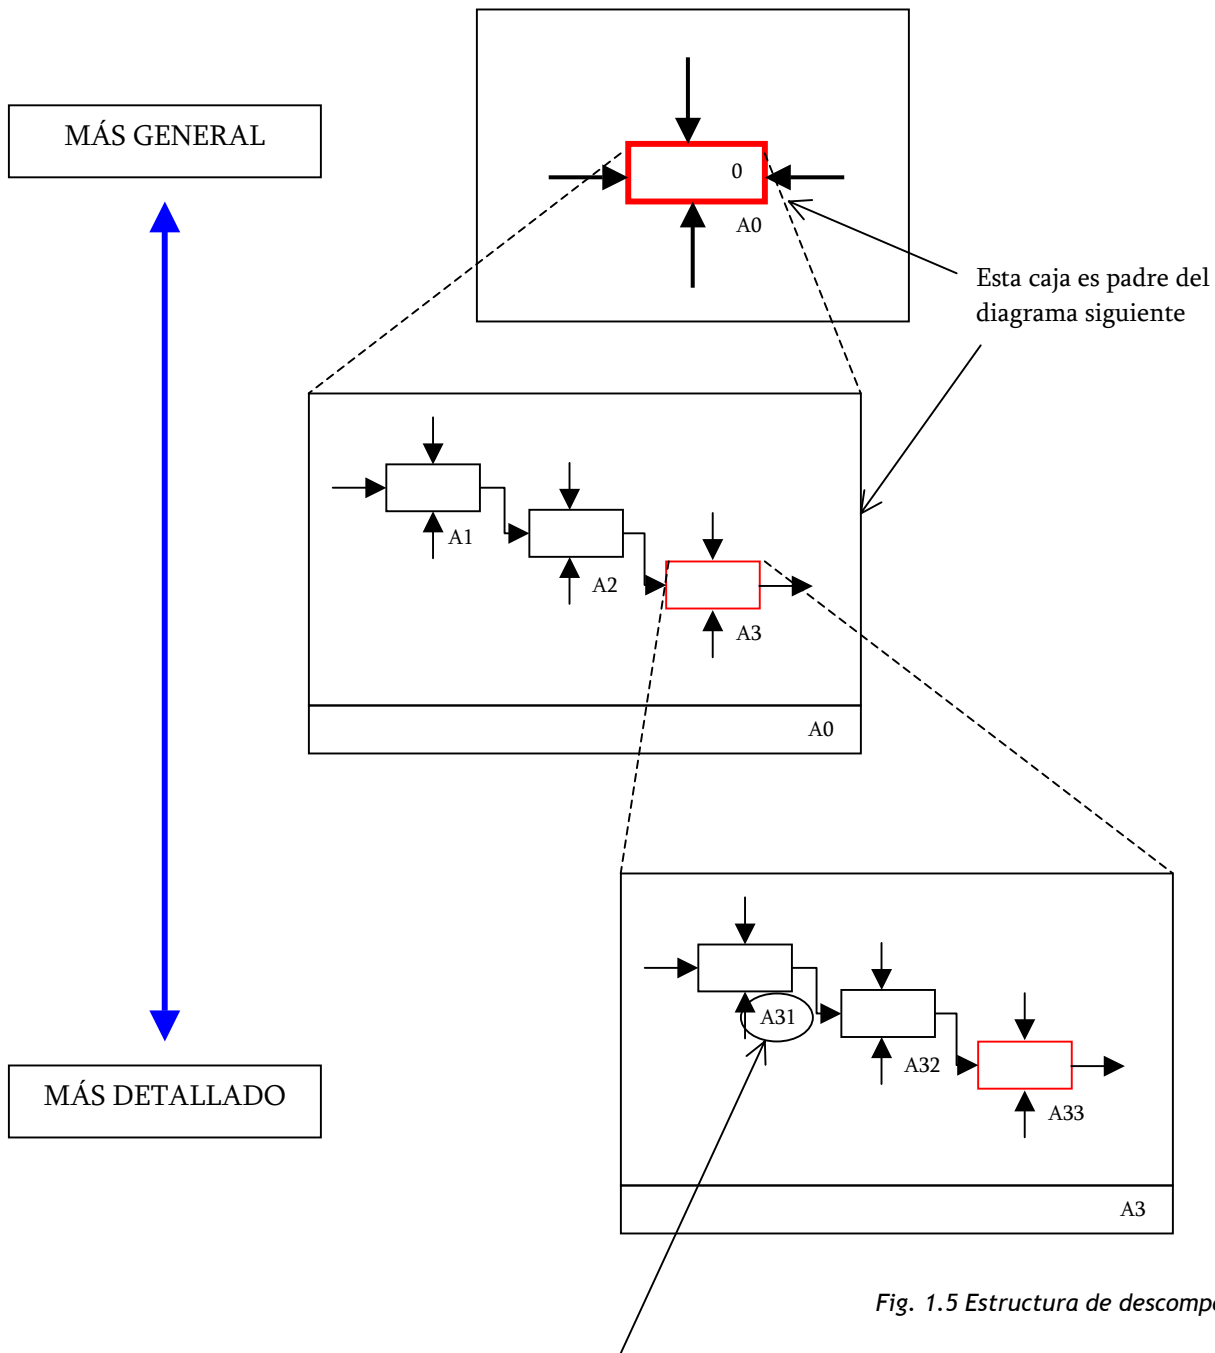 MÁS GENERAL
0
A0
Esta caja es padre del
diagrama siguiente
A1
A2
A3
A0
A31
A32
A33
MÁS DETALLADO
A3
Fig. 1.5 Estructura de